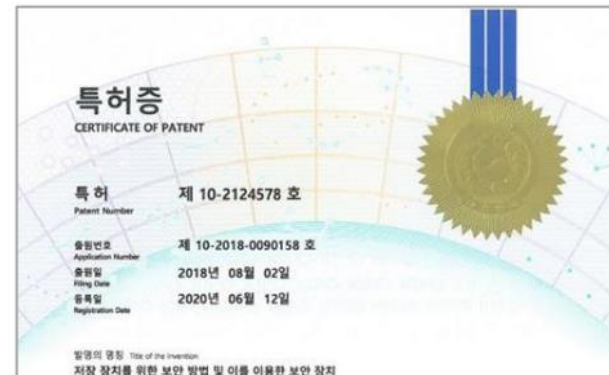 특허증
CERTIFICATE OF PATENT
특 허 제 10-2124578 호
Patent Number
출원번호 제 10-2018-0090158 호
Application Number
출원일 2018년 08월 02일
Filing Date
등록일 2020년 06월 12일
Registration Date
발명의 명칭 Title of the Invention
저장 장치를 위한 보안 방법 및 이를 이용한 보안 장치